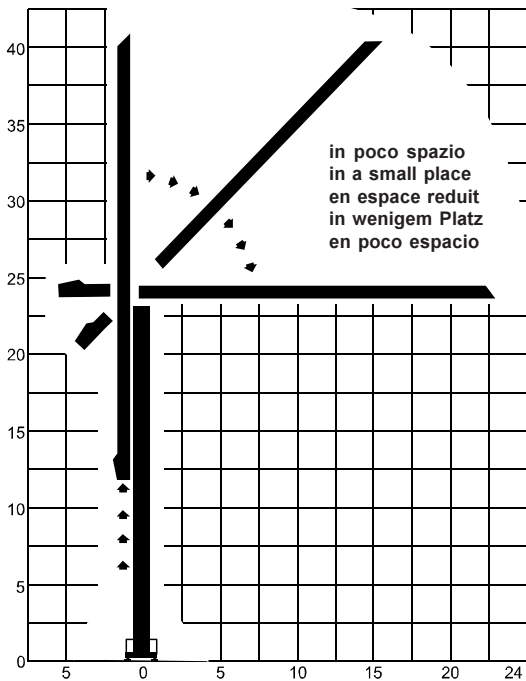 40
35
in poco spazio
in a small place
en espace reduit
in wenigem Platz
en poco espacio
30
25
20
15
10
5
0
5 0 5 10 15 20 24